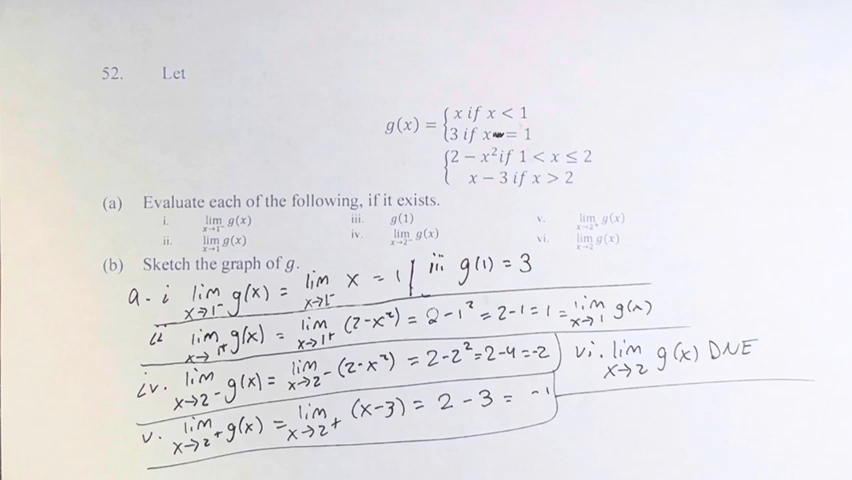 52. Let
g(x) = { x if x < 1
{ 3 if x = 1
{ 2 − x² if 1 < x ≤ 2
{ x − 3 if x > 2
(a) Evaluate each of the following, if it exists.
i. lim x→1⁻ g(x) iii. g(1) v. lim x→2⁺ g(x)
ii. lim x→1 g(x) iv. lim x→2⁻ g(x) vi. lim x→2 g(x)
(b) Sketch the graph of g.
a. i lim x→1⁻ g(x) = lim x→1⁻ x = 1 iii g(1) = 3
ii lim x→1⁺ g(x) = lim x→1⁺ (2-x²) = 2-1² = 2-1 = 1 = lim x→1 g(x)
iv. lim x→2⁻ g(x) = lim x→2⁻ (2-x²) = 2-2² = 2-4 = -2 vi. lim x→2 g(x) DNE
v. lim x→2⁺ g(x) = lim x→2⁺ (x-3) = 2-3 = -1